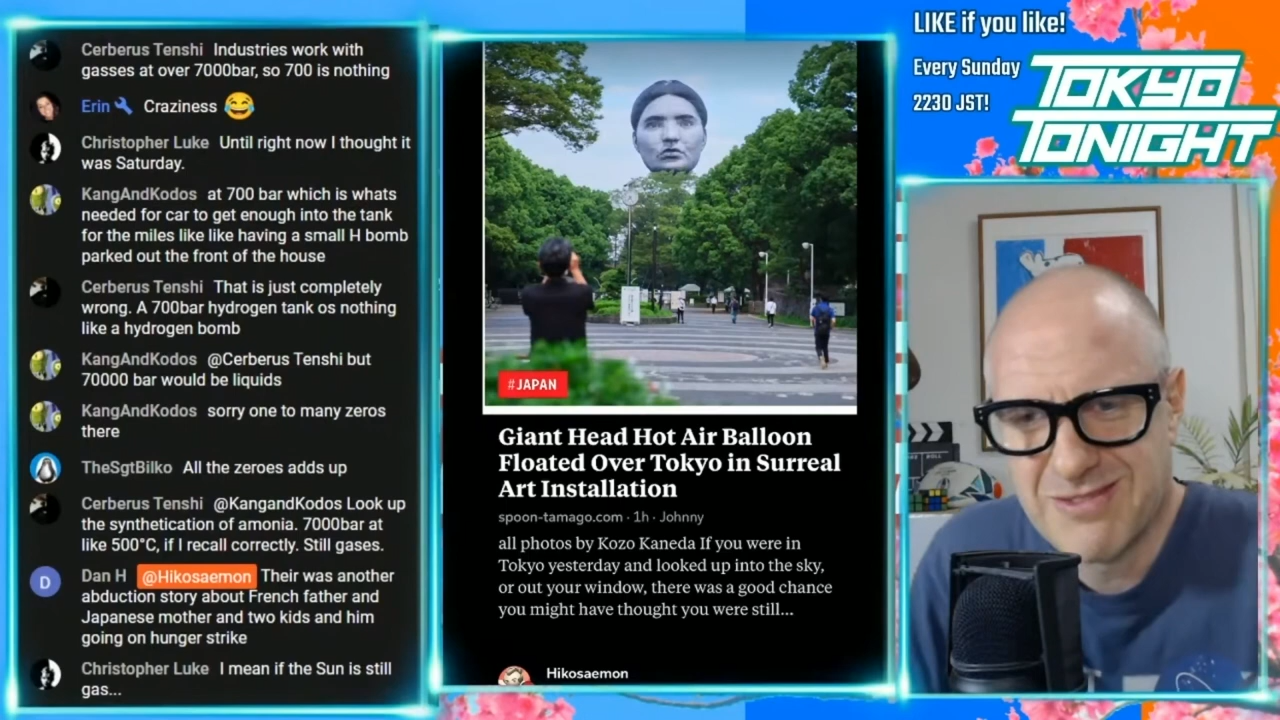 Cerberus Tenshi Industries work with
gasses at over 7000bar, so 700 is nothing
Erin Craziness 😂
Christopher Luke Until right now I thought it
was Saturday.
KangAndKodos at 700 bar which is whats
needed for car to get enough into the tank
for the miles like like having a small H bomb
parked out the front of the house
Cerberus Tenshi That is just completely
wrong. A 700bar hydrogen tank os nothing
like a hydrogen bomb
KangAndKodos @Cerberus Tenshi but
70000 bar would be liquids
KangAndKodos sorry one to many zeros
there
TheSgtBilko All the zeroes adds up
Cerberus Tenshi @KangandKodos Look up
the synthetication of amonia. 7000bar at
like 500°C, if I recall correctly. Still gases.
D
Dan H @Hikosaemon Their was another
abduction story about French father and
Japanese mother and two kids and him
going on hunger strike
Christopher Luke I mean if the Sun is still
gas...
#JAPAN
Giant Head Hot Air Balloon
Floated Over Tokyo in Surreal
Art Installation
spoon-tamago.com · 1h · Johnny
all photos by Kozo Kaneda If you were in
Tokyo yesterday and looked up into the sky,
or out your window, there was a good chance
you might have thought you were still...
Hikosaemon
LIKE if you like!
Every Sunday
2230 JST!
TOKYO
TONIGHT